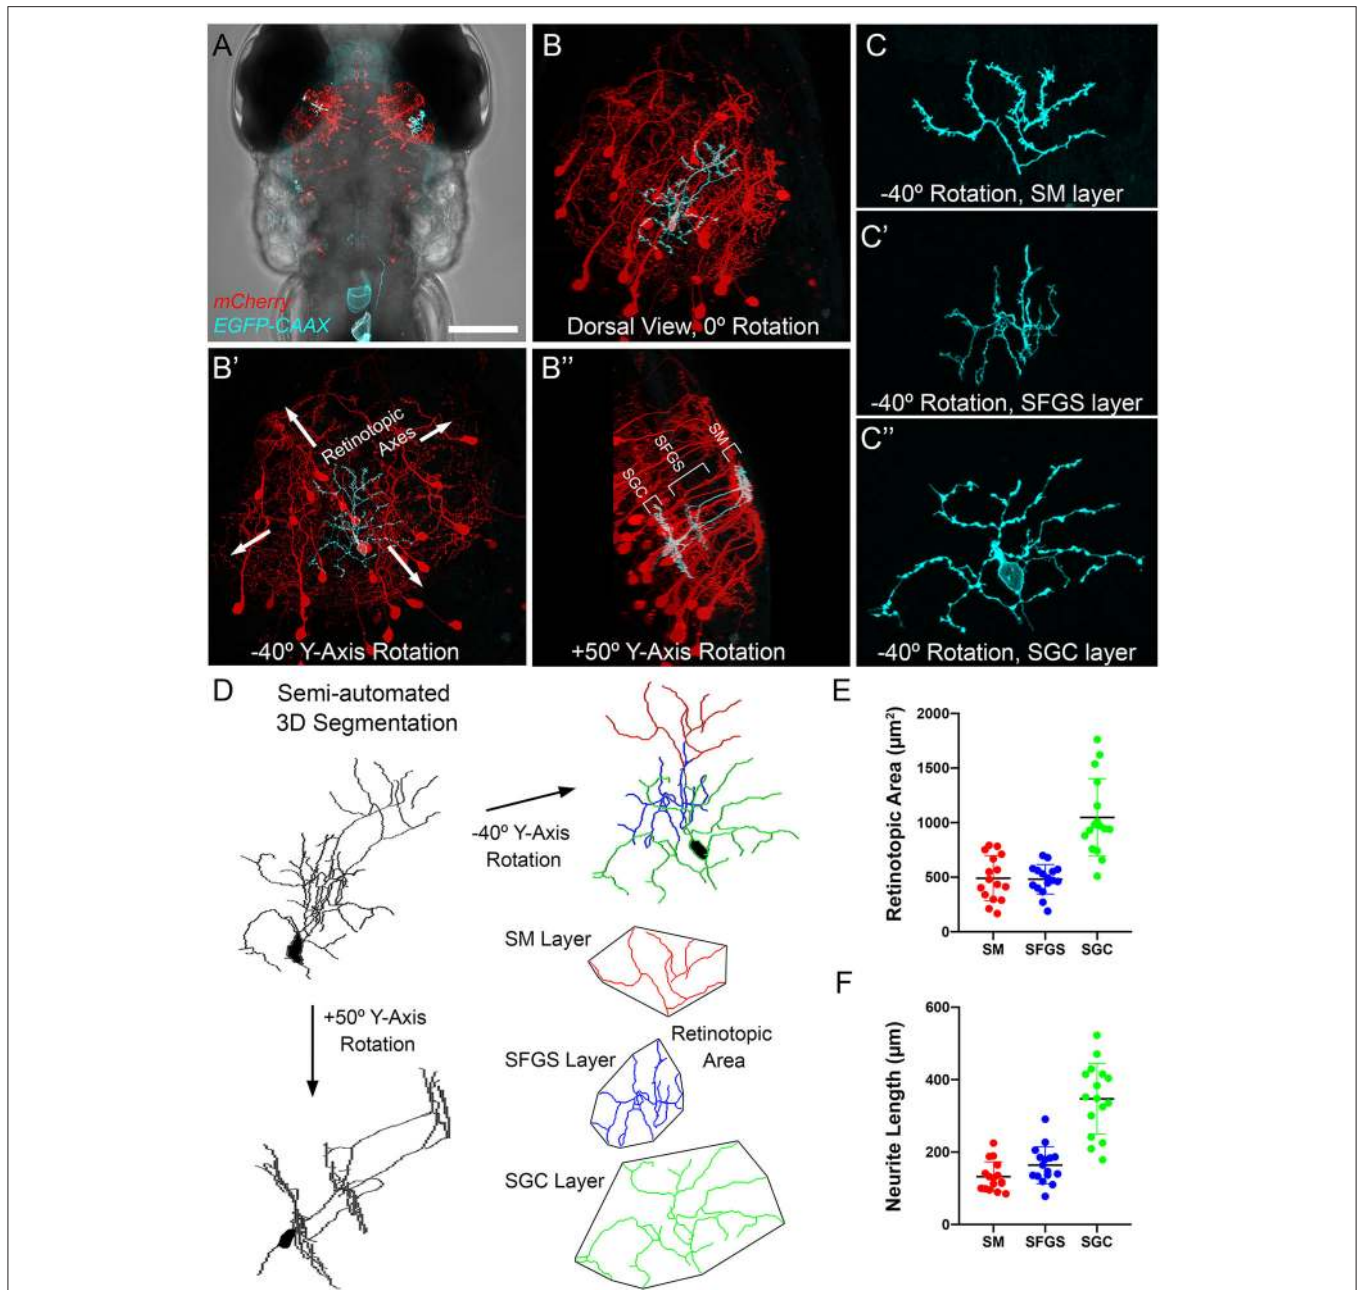 A
mCherry
EGFP-CAAX
B
Dorsal View, 0º Rotation
C
-40º Rotation, SM layer
C'
-40º Rotation, SFGS layer
B'
Retinotopic
Axes
-40º Y-Axis Rotation
B''
SM
SFGS
SGC
+50º Y-Axis Rotation
C''
-40º Rotation, SGC layer
D
Semi-automated
3D Segmentation
-40º Y-Axis
Rotation
+50º Y-Axis
Rotation
SM Layer
SFGS Layer
Retinotopic
Area
SGC Layer
E
Retinotopic Area (µm²)
2000
1500
1000
500
0
SM SFGS SGC
F
Neurite Length (µm)
600
400
200
0
SM SFGS SGC